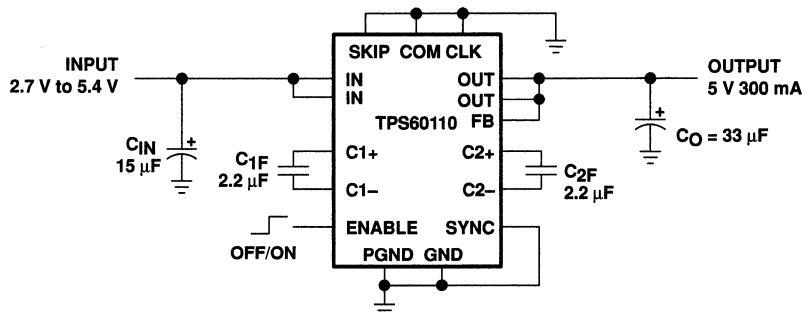 SKIP COM CLK
INPUT
2.7 V to 5.4 V
IN
IN
OUT
OUT
FB
TPS60110
OUTPUT
5 V 300 mA
CIN
15 μF
+
C1F
2.2 μF
C1+
C1–
C2+
C2–
C2F
2.2 μF
+
CO = 33 μF
OFF/ON
ENABLE
SYNC
PGND GND